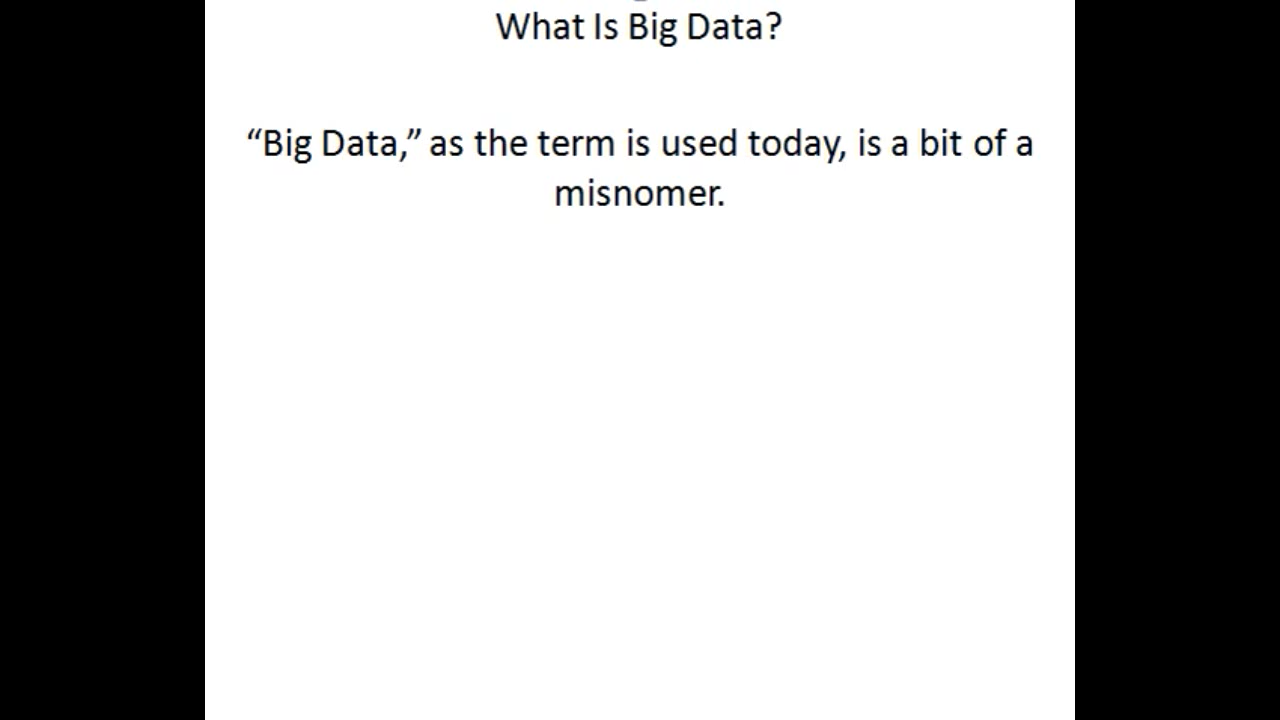 What Is Big Data?
“Big Data,” as the term is used today, is a bit of a
misnomer.